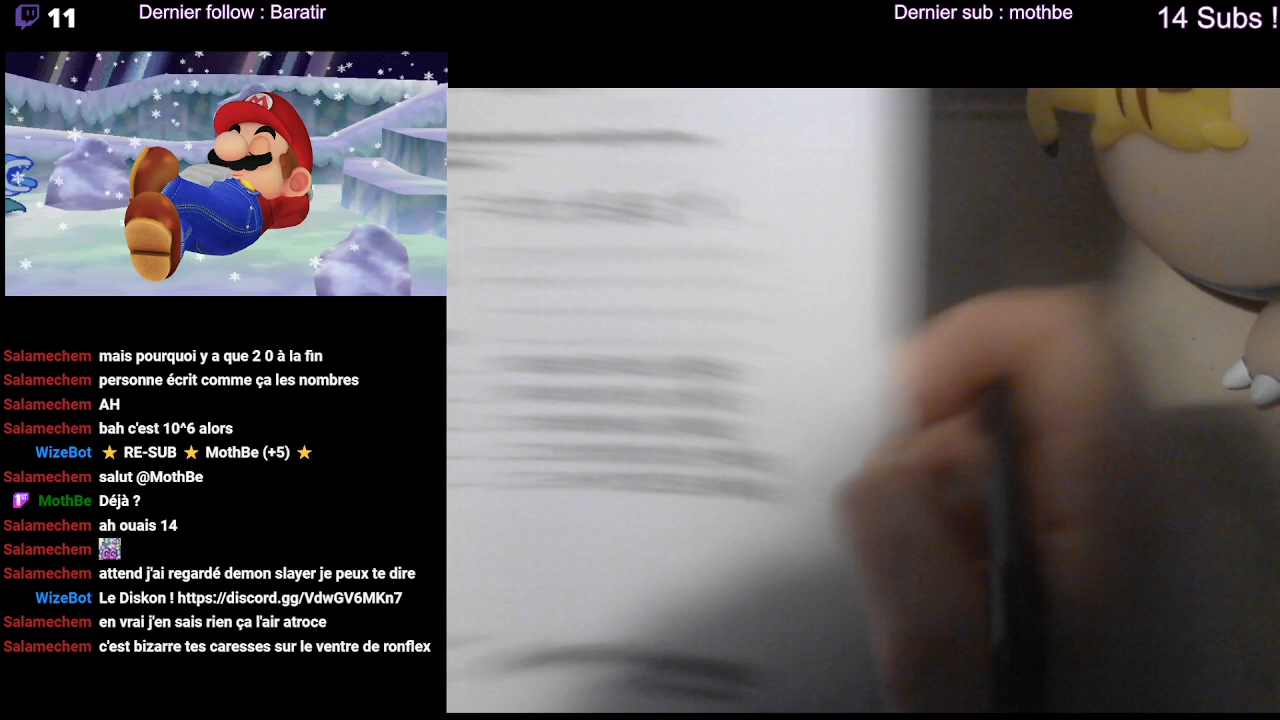 11
Dernier follow : Baratir
Dernier sub : mothbe
14 Subs !
M
Salamechem mais pourquoi y a que 2 0 à la fin
Salamechem personne écrit comme ça les nombres
Salamechem AH
Salamechem bah c'est 10^6 alors
WizeBot ⭐ RE-SUB ⭐ MothBe (+5) ⭐
Salamechem salut @MothBe
1ST MothBe Déjà ?
Salamechem ah ouais 14
Salamechem
Salamechem attend j'ai regardé demon slayer je peux te dire
WizeBot Le Diskon ! https://discord.gg/VdwGV6MKn7
Salamechem en vrai j'en sais rien ça l'air atroce
Salamechem c'est bizarre tes caresses sur le ventre de ronflex